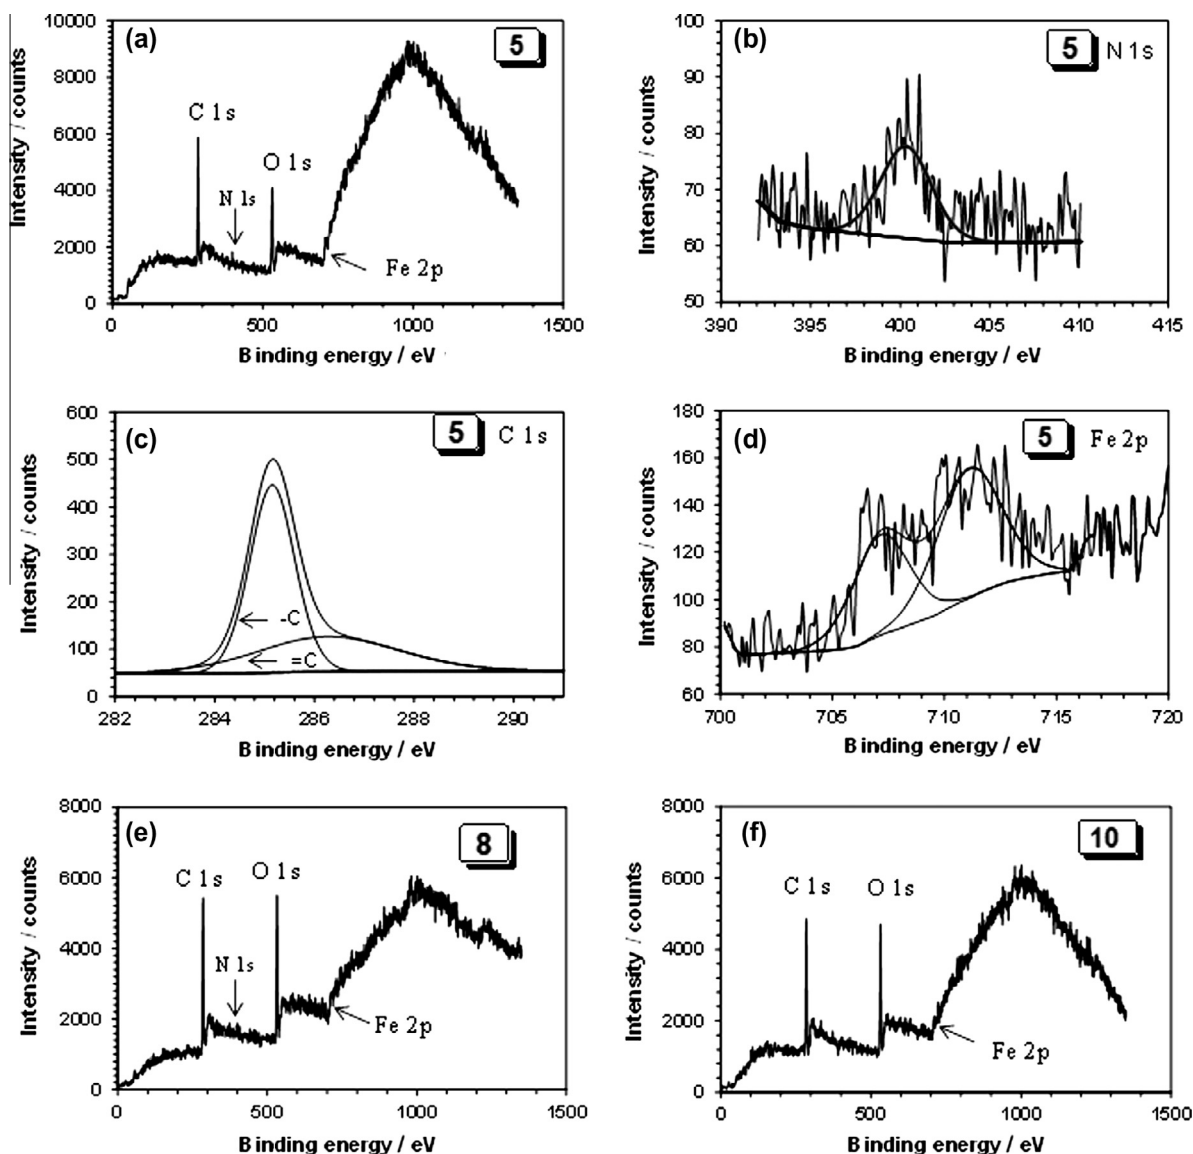 (a)
5
C 1s
N 1s
O 1s
Fe 2p
Intensity / counts
10000
8000
6000
4000
2000
0
0 500 1000 1500
Binding energy / eV
(b)
5 N 1s
Intensity / counts
100
90
80
70
60
50
390 395 400 405 410 415
Binding energy / eV
(c)
5 C 1s
-C
=C
Intensity / counts
600
500
400
300
200
100
0
282 284 286 288 290
Binding energy / eV
(d)
5 Fe 2p
Intensity / counts
180
160
140
120
100
80
60
700 705 710 715 720
Binding energy / eV
(e)
8
C 1s
O 1s
N 1s
Fe 2p
Intensity / counts
8000
6000
4000
2000
0
0 500 1000 1500
Binding energy / eV
(f)
10
C 1s
O 1s
Fe 2p
Intensity / counts
8000
6000
4000
2000
0
0 500 1000 1500
Binding energy / eV